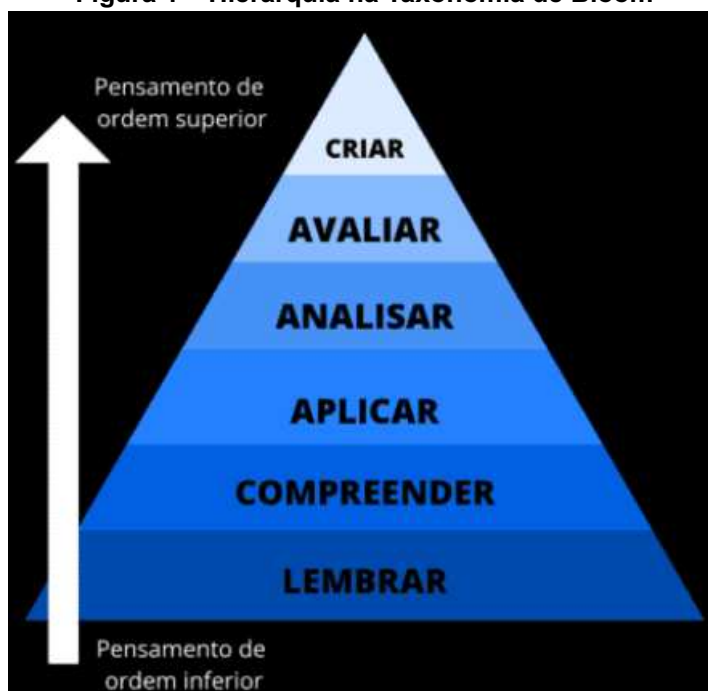 Pensamento de
ordem superior
CRIAR
AVALIAR
ANALISAR
APLICAR
COMPREENDER
LEMBRAR
Pensamento de
ordem inferior